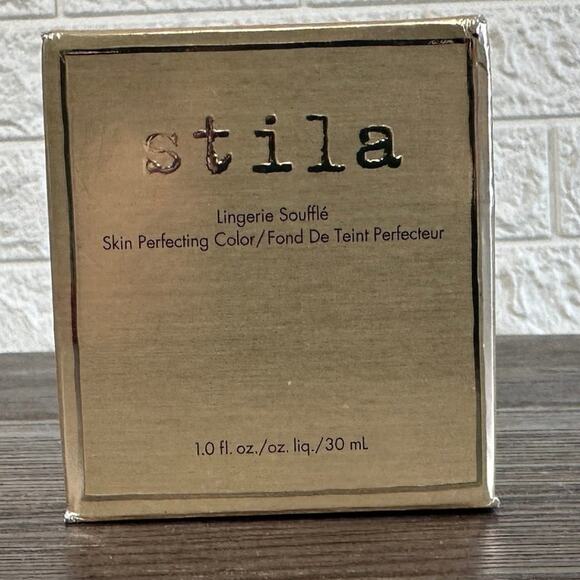 stila
Lingerie Soufflé
Skin Perfecting Color/Fond De Teint Perfecteur
1.0 fl. oz./oz. liq./30 mL